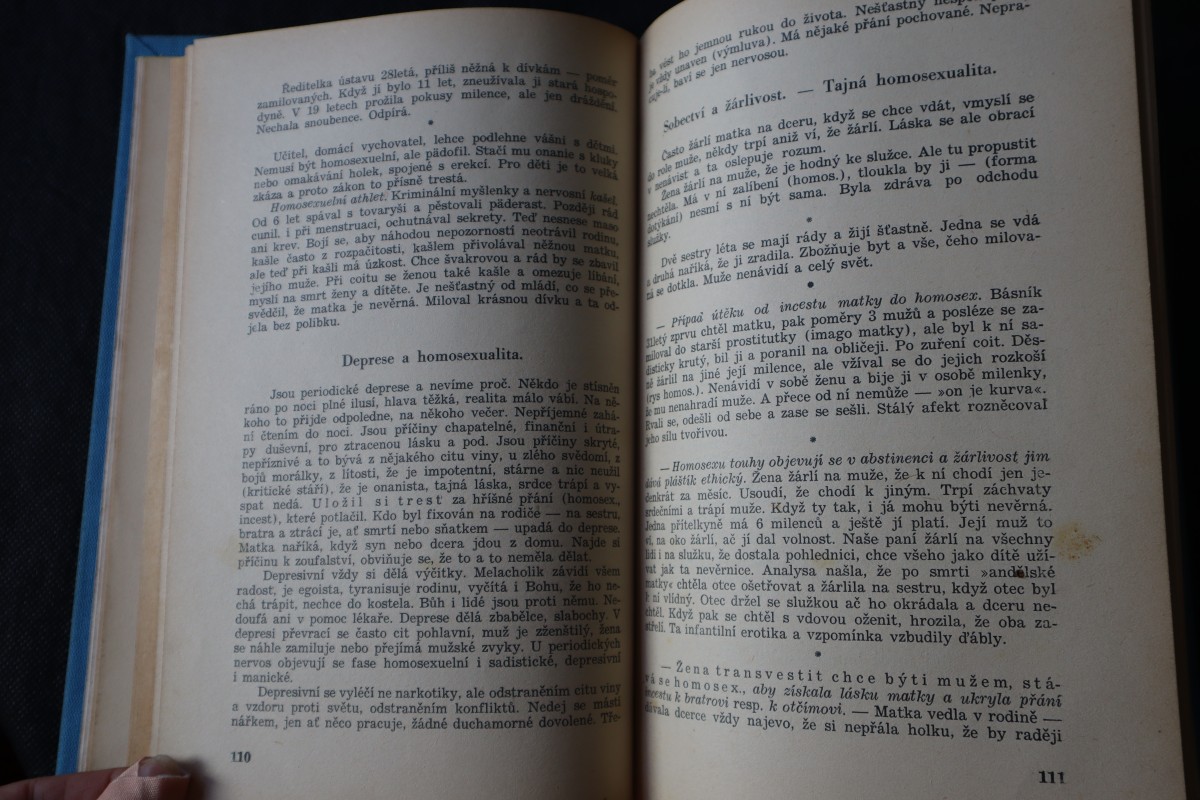 Ředitelka ústavu 28letá, příliš něžná k dívkám — poměr
zamilovaných. Když jí bylo 11 let, zneužívala jí stará hospo-
dyně. V 19 letech prožila pokusy milence, ale jen dráždění.
Nechala snoubence. Odpírá.
Učitel, domácí vychovatel, lehce podlehne vášni s dětmi.
Nemusí být homosexuelní, ale pädofil. Stačí mu onanie s kluky
nebo omakávání holek, spojené s erekcí. Pro děti je to velká
zkáza a proto zákon to přísně trestá.
Homosexuelní athlet. Kriminální myšlenky a nervosní kašel.
Od 6 let spával s tovaryši a pěstovali päderast. Později rád
cunil. i při menstruaci, ochutnával sekrety. Teď nesnese maso
ani krev. Bojí se, aby náhodou nepozorností neotrávil rodinu,
kašle často z rozpačitosti, kašlem přivolával něžnou matku,
ale teď při kašli má úzkost. Chce švakrovou a rád by se zbavil
jejího muže. Při coitu se ženou také kašle a omezuje líbání,
myslí na smrt ženy a dítěte. Je nešťastný od mládí, co se pře-
svědčil, že matka je nevěrná. Miloval krásnou dívku a ta od-
jela bez polibku.
Deprese a homosexualita.
Jsou periodické deprese a nevíme proč. Někdo je stísněn
ráno po noci plné ilusí, hlava těžká, realita málo vábí. Na ně-
koho to přijde odpoledne, na někoho večer. Nepříjemné zahá-
ní čtením do noci. Jsou příčiny chapatelné, finanční i útra-
py duševní, pro ztracenou lásku a pod. Jsou příčiny skryté,
nepříznivé a to bývá z nějakého citu viny, u zlého svědomí, z
bojů morálky, z lítosti, že je impotentní, stárne a nic neužil
(kritické stáří), že je onanista, tajná láska, srdce trápí a vy-
spat nedá. Uložil si trest za hříšné přání (homosex.,
incest), které potlačil. Kdo byl fixován na rodiče — na sestru,
bratra a ztrácí je, ať smrtí nebo sňatkem — upadá do deprese.
Matka naříká, když syn nebo dcera jdou z domu. Najde si
příčinu k zoufalství, obviňuje se, že to a to neměla dělat.
Depresivní vždy si dělá výčitky. Melacholik závidí všem
radost, je egoista, tyranisuje rodinu, vyčítá i Bohu, že ho ne-
chá trápit, nechce do kostela. Bůh i lidé jsou proti němu. Ne-
doufá ani v pomoc lékaře. Deprese dělá zbabělce, slabochy. V
depresi převrací se často cit pohlavní, muž je zženštilý, žena
se náhle zamiluje nebo přejímá mužské zvyky. U periodických
nervos objevují se fase homosexuelní i sadistické, depresivní
i manické.
Depresivní se vyléčí ne narkotiky, ale odstraněním citu viny
a vzdoru proti světu, odstraněním konfliktů. Nedej se másti
nářkem, jen ať něco pracuje, žádné duchamorné dovolené. Tře-
110
ba vést ho jemnou rukou do života. Nešťastný
je vždy unaven (výmluva). Má nějaké přání pochované. Nepra-
cuje-li, baví se jen nervosou.
Sobectví a žárlivost. — Tajná homosexualita.
Často žárlí matka na dceru, když se chce vdát, vmyslí se
do role muže, někdy trpí aniž ví, že žárlí. Láska se ale obrací
v nenávist a ta oslepuje rozum.
Žena žárlí na muže, že je hodný ke služce. Ale tu propustit
nechtěla. Má v ní zalíbení (homos.), tloukla by ji — (forma
dotýkání) nesmí s ní být sama. Byla zdráva po odchodu
služky.
Dvě sestry léta se mají rády a žijí šťastně. Jedna se vdá
a druhá naříká, že ji zradila. Zbožňuje byt a vše, čeho milova-
ná se dotkla. Muže nenávidí a celý svět.
— Případ útěku od incestu matky do homosex. Básník
31letý zprvu chtěl matku, pak poměry 3 mužů a posléze se za-
miloval do starší prostitutky (imago matky), ale byl k ní sa-
disticky krutý, bil ji a poranil na obličeji. Po zuření coit. Děs-
ně žárlil na jiné její milence, ale vžíval se do jejich rozkoší
(rys homos.). Nenávidí v sobě ženu a bije ji v osobě milenky,
že mu nenahradí muže. A přece od ní nemůže — »on je kurva«.
Rvali se, odešli od sebe a zase se sešli. Stálý afekt rozněcoval
jeho sílu tvořivou.
— Homosexu touhy objevují se v abstinenci a žárlivost jim
dává pláštík ethický. Žena žárlí na muže, že k ní chodí jen je-
denkrát za měsíc. Usoudí, že chodí k jiným. Trpí záchvaty
srdečními a trápí muže. Když ty tak, i já mohu býti nevěrná.
Jedna přítelkyně má 6 milenců a ještě jí platí. Její muž to
ví, na oko žárlí, ač jí dal volnost. Naše paní žárlí na všechny
lidi i na služku, že dostala pohlednici, chce všeho jako dítě uží-
vat jak ta nevěrnice. Analysa našla, že po smrti »andělské
matky« chtěla otce ošetřovat a žárlila na sestru, když otec byl
k ní vlídný. Otec držel se služkou ač ho okrádala a dceru ne-
chtěl. Když pak se chtěl s vdovou oženit, hrozila, že oba za-
střelí. Ta infantilní erotika a vzpomínka vzbudily ďábly.
— Žena transvestit chce býti mužem, stá-
vá se homosex., aby získala lásku matky a ukryla přání
incestu k bratrovi resp. k otčímovi. — Matka vedla v rodině —
dávala dcerce vždy najevo, že si nepřála holku, že by raději
111